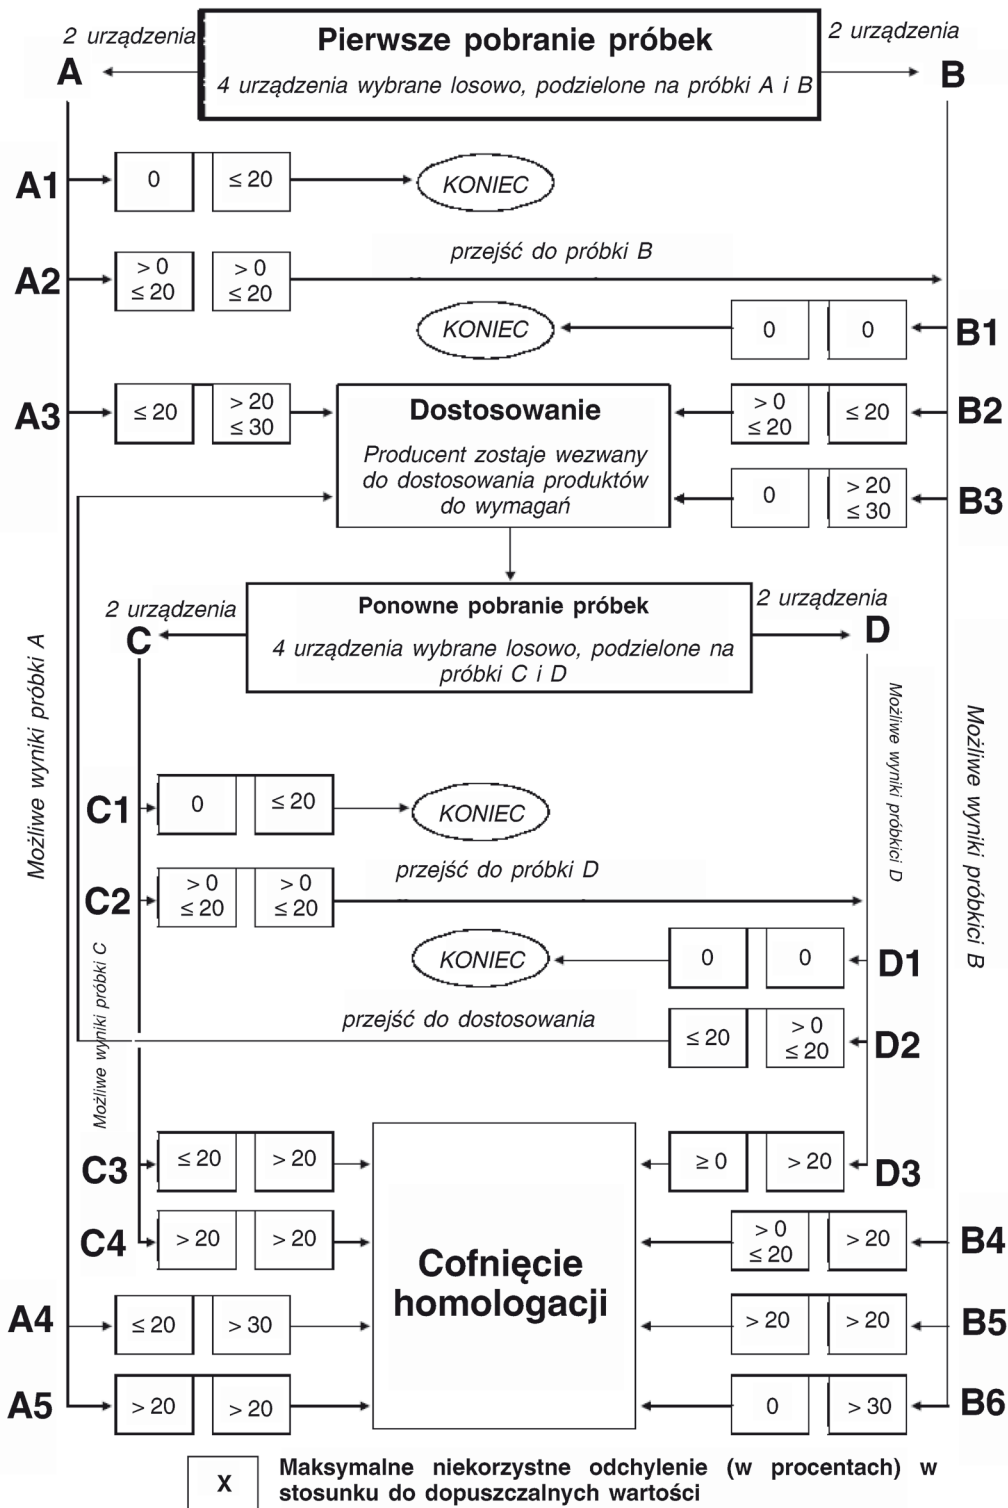 2 urządzenia
Pierwsze pobranie próbek
2 urządzenia
A
4 urządzenia wybrane losowo, podzielone na próbki A i B
B
A1
0
≤ 20
KONIEC
przejść do próbki B
A2
> 0
≤ 20
> 0
≤ 20
KONIEC
0
0
B1
A3
≤ 20
> 20
≤ 30
Dostosowanie
Producent zostaje wezwany
do dostosowania produktów
do wymagań
> 0
≤ 20
≤ 20
B2
0
> 20
≤ 30
B3
2 urządzenia
Ponowne pobranie próbek
2 urządzenia
C
4 urządzenia wybrane losowo, podzielone na
próbki C i D
D
Możliwe wyniki próbki A
Możliwe wyniki próbkici D
Możliwe wyniki próbkici B
C1
0
≤ 20
KONIEC
przejść do próbki D
C2
> 0
≤ 20
> 0
≤ 20
Możliwe wyniki próbki C
KONIEC
0
0
D1
przejść do dostosowania
≤ 20
> 0
≤ 20
D2
C3
≤ 20
> 20
≥ 0
> 20
D3
C4
> 20
> 20
Cofnięcie
homologacji
> 0
≤ 20
> 20
B4
A4
≤ 20
> 30
> 20
> 20
B5
A5
> 20
> 20
0
> 30
B6
X
Maksymalne niekorzystne odchylenie (w procentach) w
stosunku do dopuszczalnych wartości